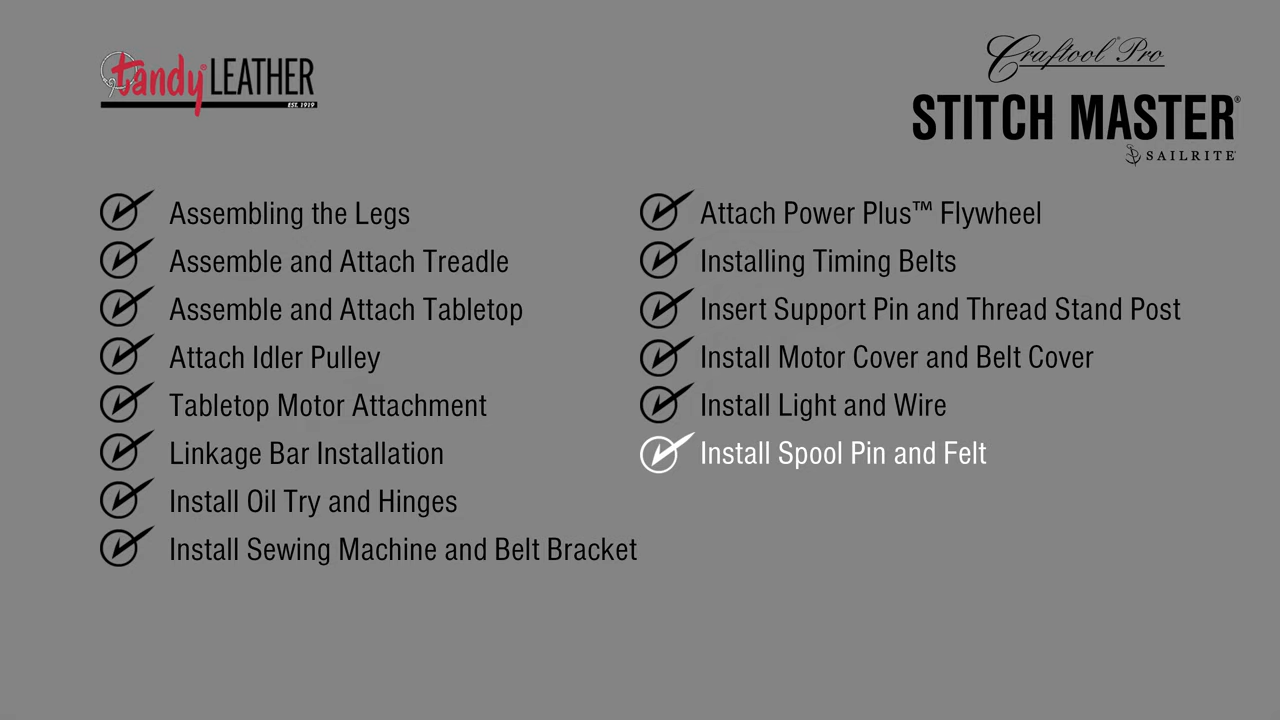 tandy® LEATHER
EST. 1919
Craftool® Pro
STITCH MASTER®
SAILRITE®
Assembling the Legs
Assemble and Attach Treadle
Assemble and Attach Tabletop
Attach Idler Pulley
Tabletop Motor Attachment
Linkage Bar Installation
Install Oil Try and Hinges
Install Sewing Machine and Belt Bracket
Attach Power Plus™ Flywheel
Installing Timing Belts
Insert Support Pin and Thread Stand Post
Install Motor Cover and Belt Cover
Install Light and Wire
Install Spool Pin and Felt